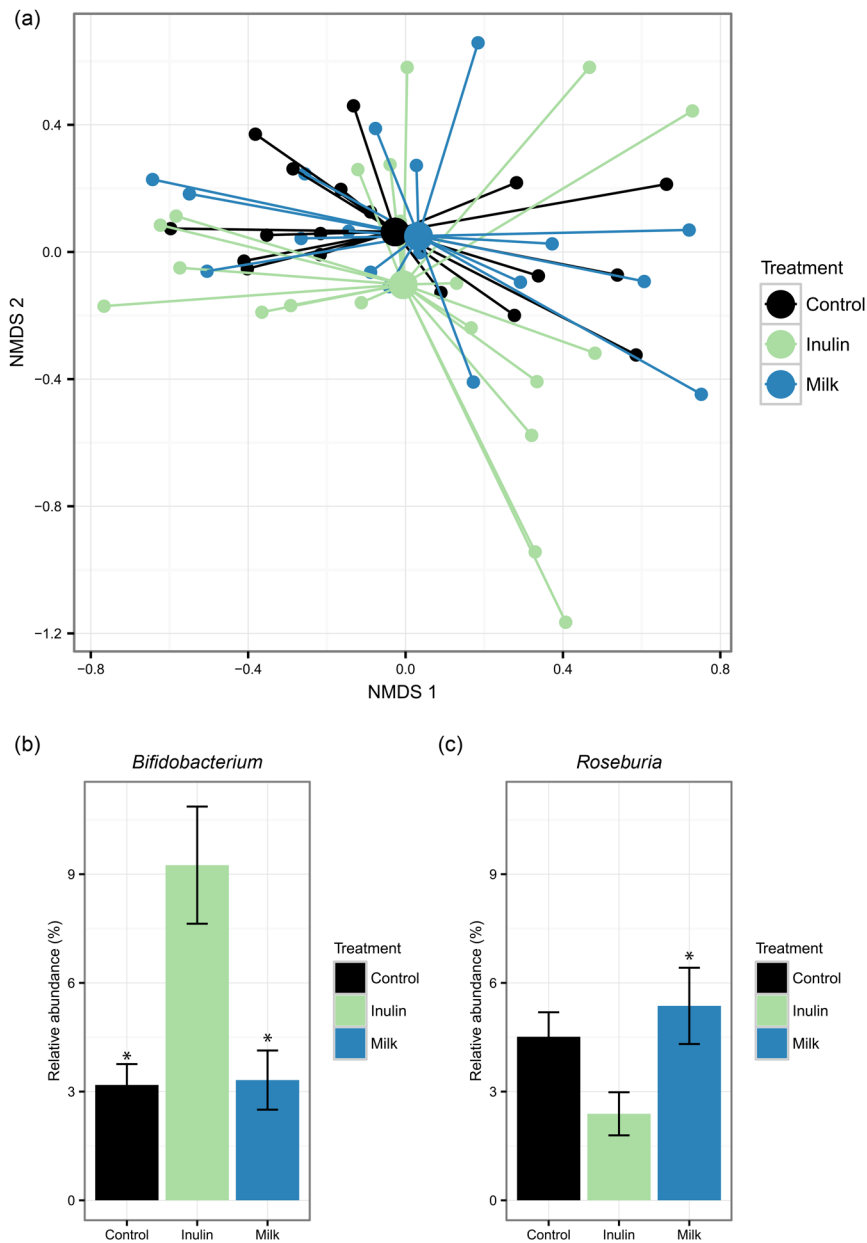 (a)
NMDS 2
0.4
0.0
−0.4
−0.8
−1.2
−0.8
−0.4
0.0
0.4
0.8
NMDS 1
Treatment
Control
Inulin
Milk
(b)
Bifidobacterium
Relative abundance (%)
9
6
3
0
*
*
Control
Inulin
Milk
Treatment
Control
Inulin
Milk
(c)
Roseburia
Relative abundance (%)
9
6
3
0
*
Control
Inulin
Milk
Treatment
Control
Inulin
Milk